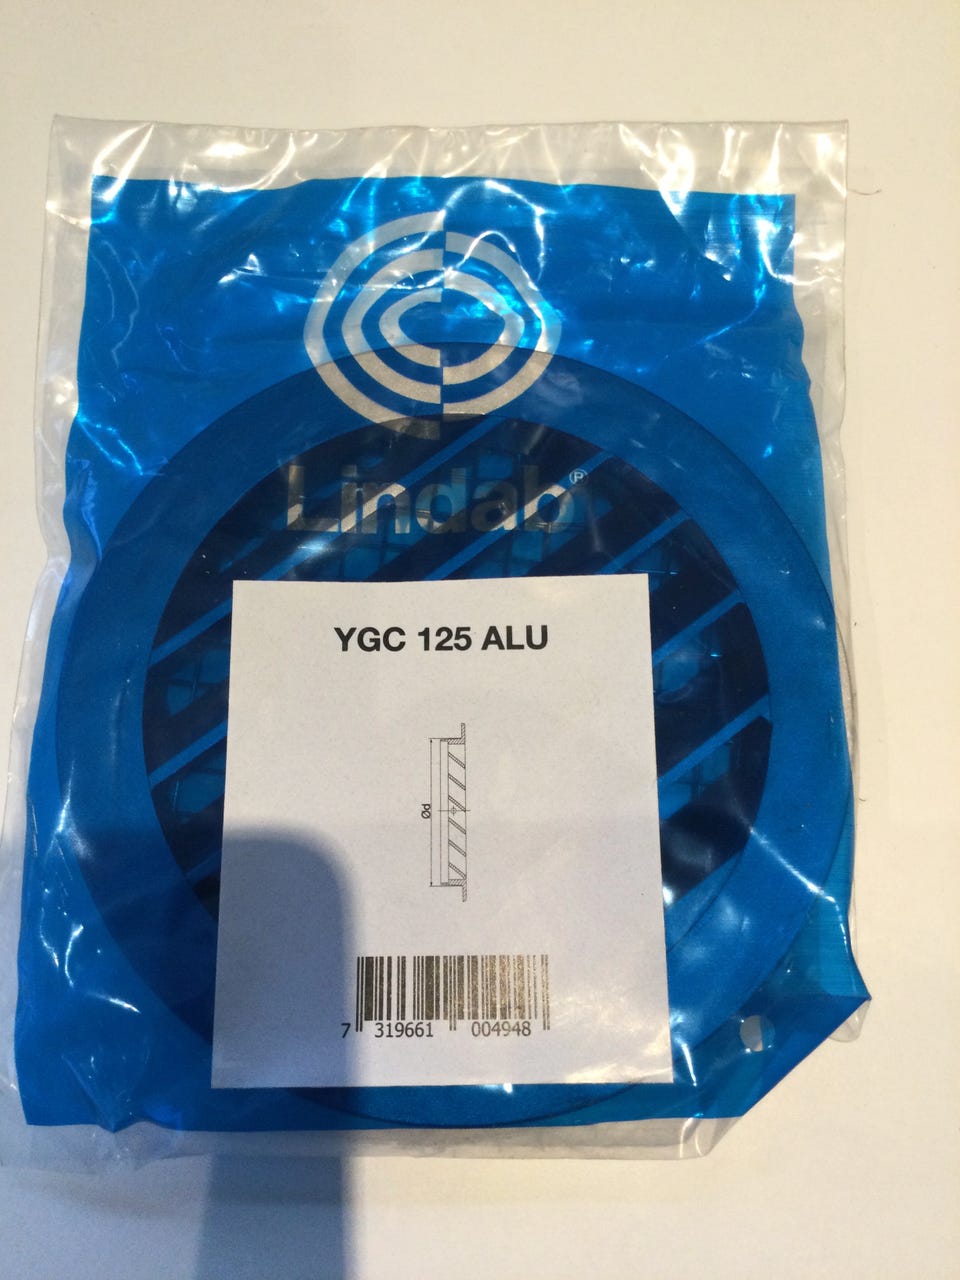 Lindab®
YGC 125 ALU
Ød
7 319661 004948